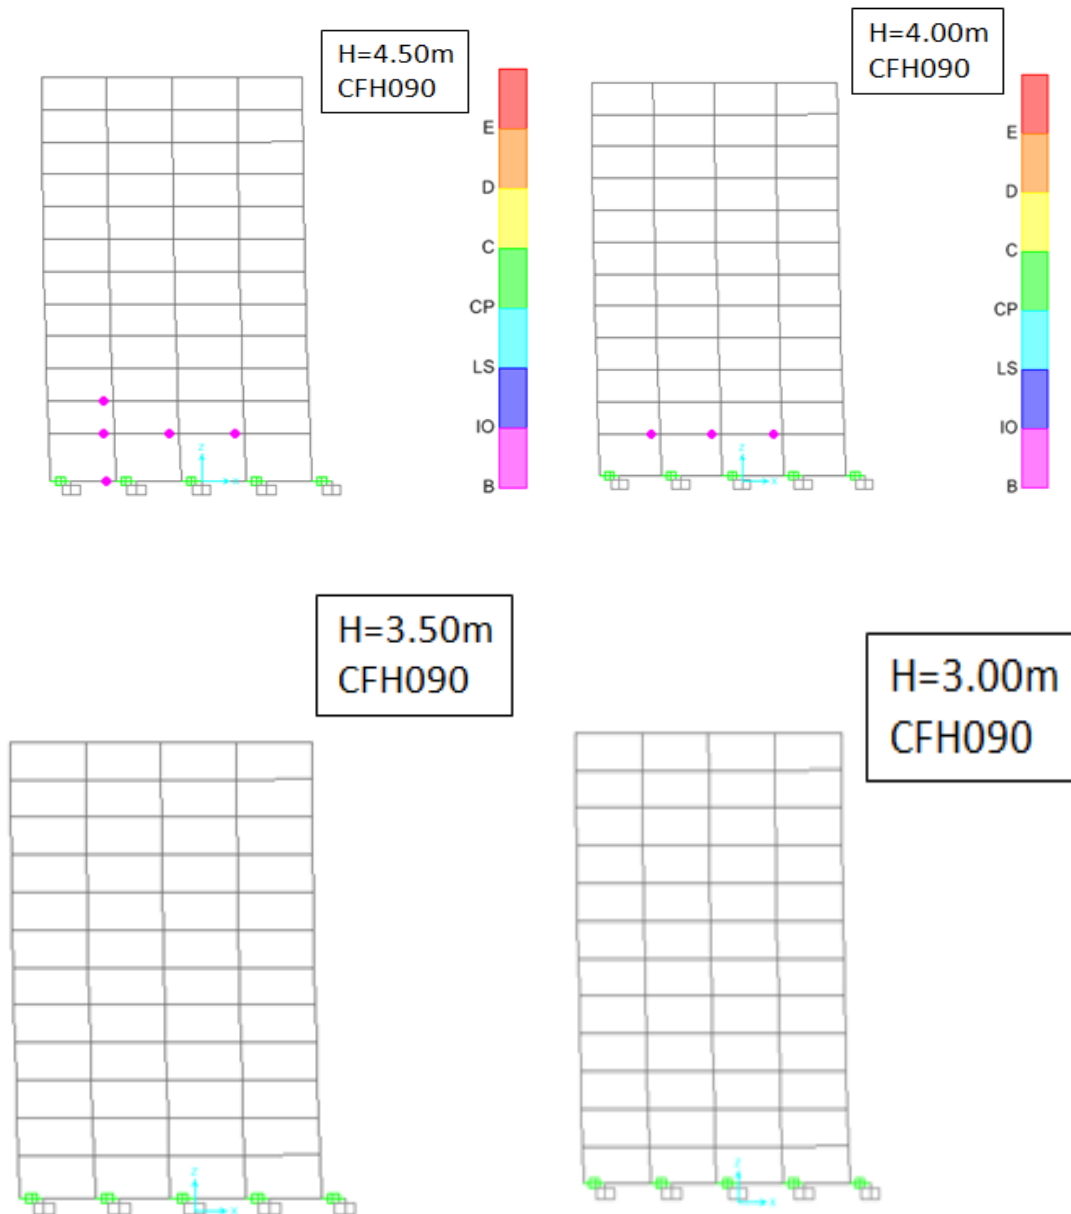 H=4.50m
CFH090
E
D
C
CP
LS
IO
B
Z
H=4.00m
CFH090
E
D
C
CP
LS
IO
B
Z
X
H=3.50m
CFH090
Z
X
H=3.00m
CFH090
Z
X